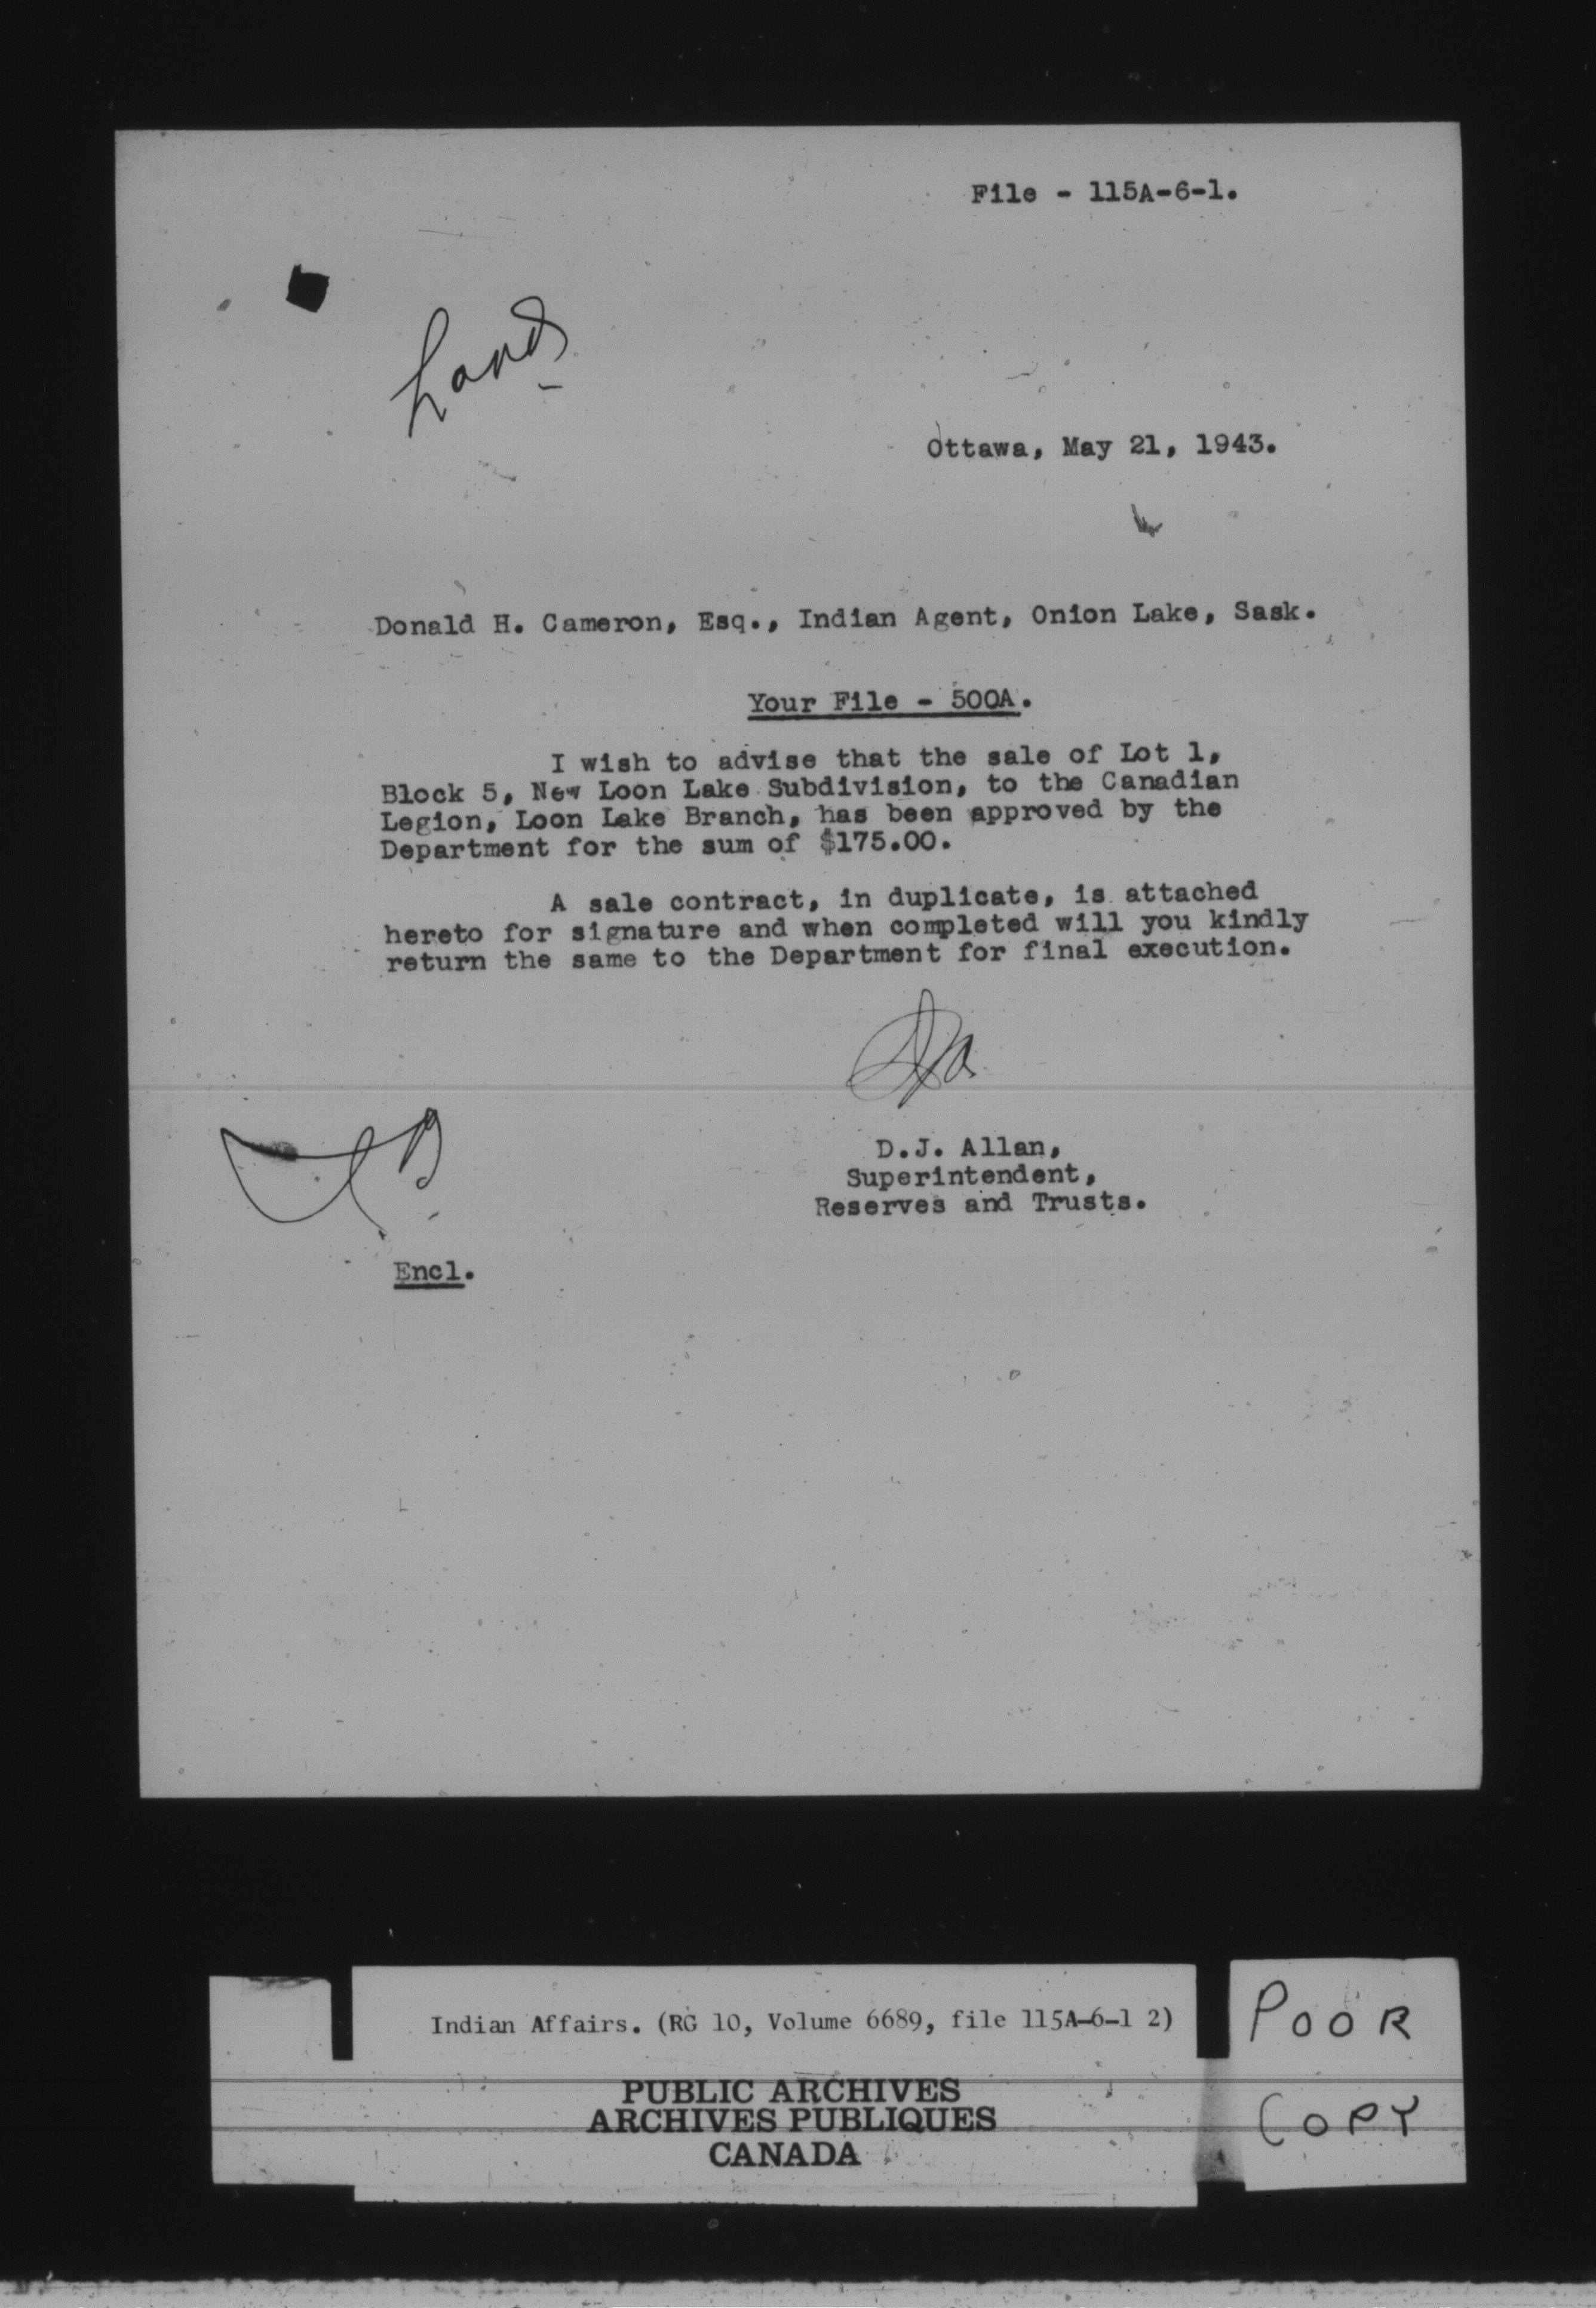 File - 115A-6-1.
Lands
Ottawa, May 21, 1943.
Donald H. Cameron, Esq., Indian Agent, Onion Lake, Sask.
Your File - 500A.
I wish to advise that the sale of Lot 1,
Block 5, New Loon Lake Subdivision, to the Canadian
Legion, Loon Lake Branch, has been approved by the
Department for the sum of $175.00.
A sale contract, in duplicate, is attached
hereto for signature and when completed will you kindly
return the same to the Department for final execution.
D.J. Allan,
Superintendent,
Reserves and Trusts.
Encl.
Indian Affairs. (RG 10, Volume 6689, file 115A-6-1 2)
PUBLIC ARCHIVES
ARCHIVES PUBLIQUES
CANADA
POOR
COPY